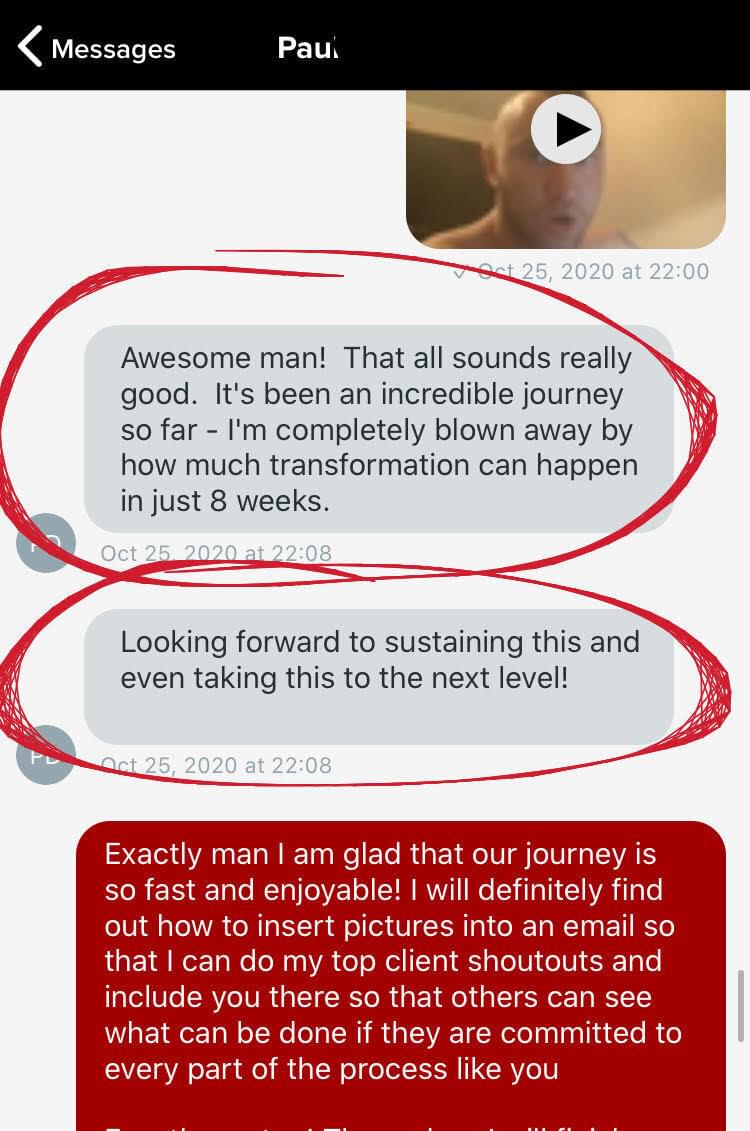 Messages
Paul
Oct 25, 2020 at 22:00
Awesome man!  That all sounds really
good.  It's been an incredible journey
so far - I'm completely blown away by
how much transformation can happen
in just 8 weeks.
PD
Oct 25, 2020 at 22:08
Looking forward to sustaining this and
even taking this to the next level!
PD
Oct 25, 2020 at 22:08
Exactly man I am glad that our journey is
so fast and enjoyable! I will definitely find
out how to insert pictures into an email so
that I can do my top client shoutouts and
include you there so that others can see
what can be done if they are committed to
every part of the process like you